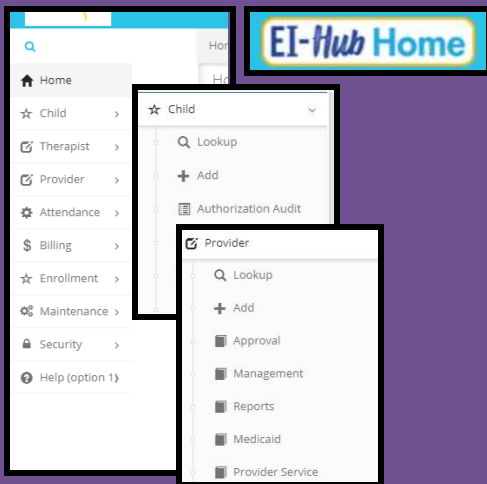 EI-Hub Home
Hor
Home
Child
Therapist
Provider
Attendance
$ Billing
Enrollment
Maintenance
Security
Help (option 1)
Child
Lookup
Add
Authorization Audit
Provider
Lookup
Add
Approval
Management
Reports
Medicaid
Provider Service